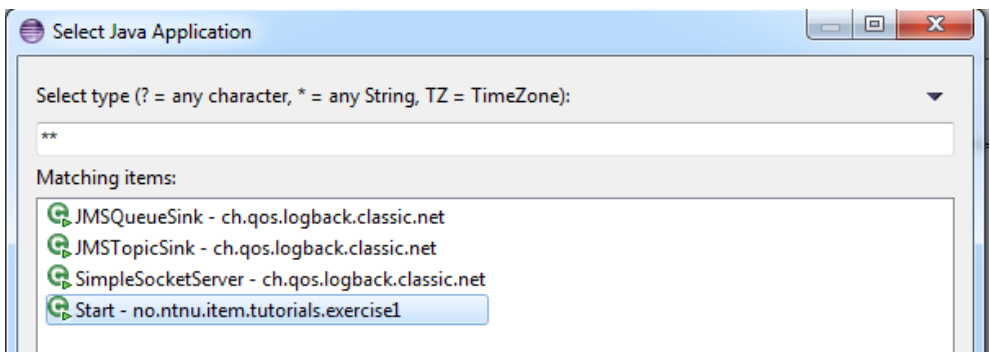 Select Java Application
Select type (? = any character, * = any String, TZ = TimeZone):
**
Matching items:
JMSQueueSink - ch.qos.logback.classic.net
JMSTopicSink - ch.qos.logback.classic.net
SimpleSocketServer - ch.qos.logback.classic.net
Start - no.ntnu.item.tutorials.exercise1